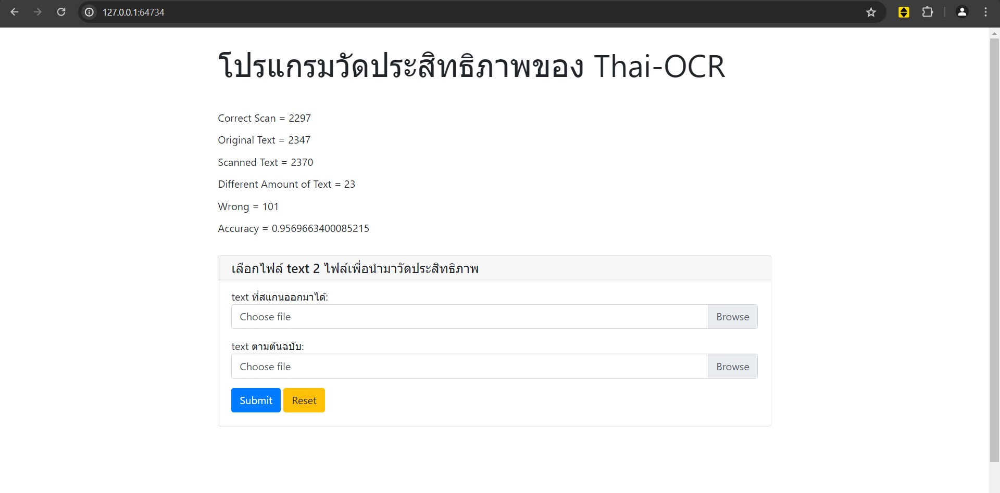 127.0.0.1:64734
โปรแกรมวัดประสิทธิภาพของ Thai-OCR
Correct Scan = 2297
Original Text = 2347
Scanned Text = 2370
Different Amount of Text = 23
Wrong = 101
Accuracy = 0.9569663400085215
เลือกไฟล์ text 2 ไฟล์เพื่อนำมาวัดประสิทธิภาพ
text ที่สแกนออกมาได้:
Choose file Browse
text ตามต้นฉบับ:
Choose file Browse
Submit Reset